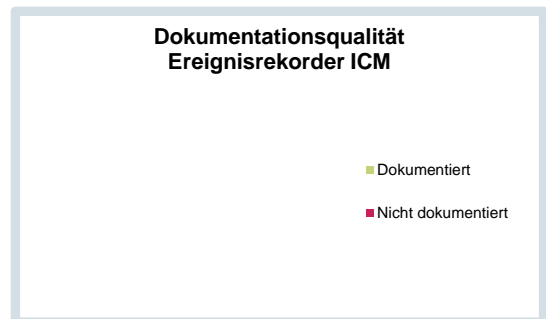 Dokumentationsqualität
Ereignisrekorder ICM
Dokumentiert
Nicht dokumentiert